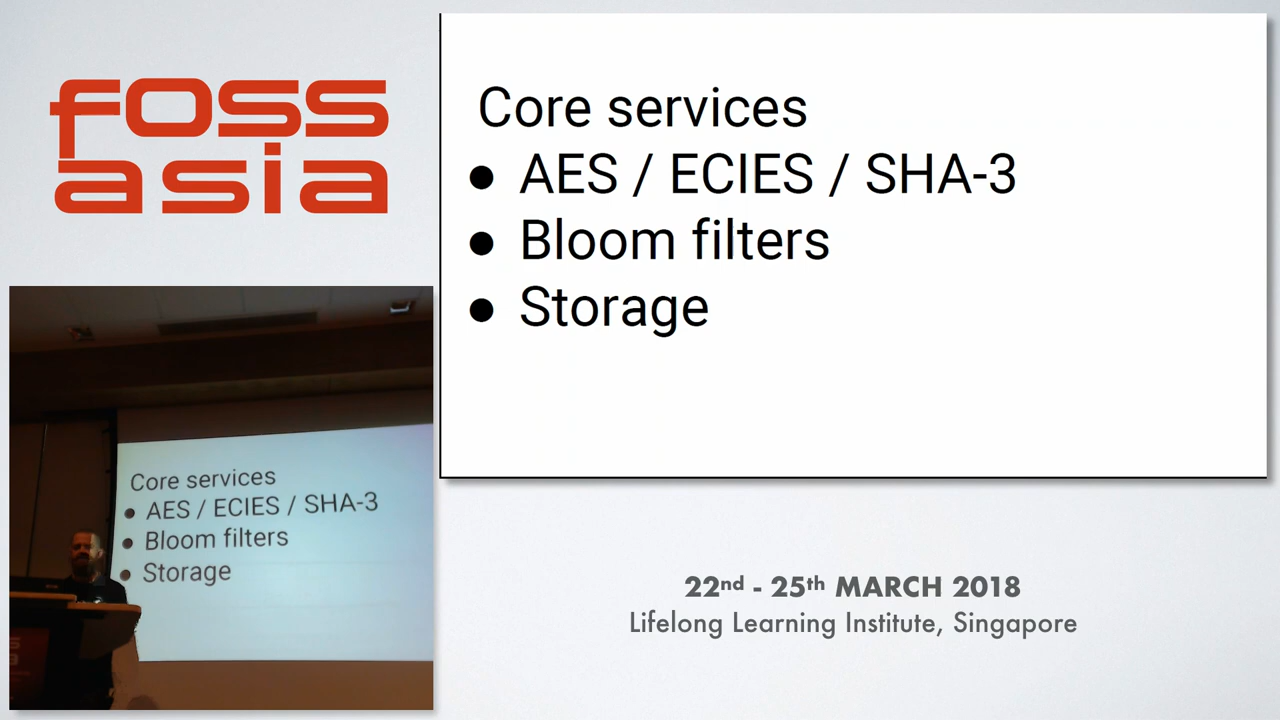 foss
asia
Core services
● AES / ECIES / SHA-3
● Bloom filters
● Storage
Core services
● AES / ECIES / SHA-3
● Bloom filters
● Storage
22nd - 25th MARCH 2018
Lifelong Learning Institute, Singapore